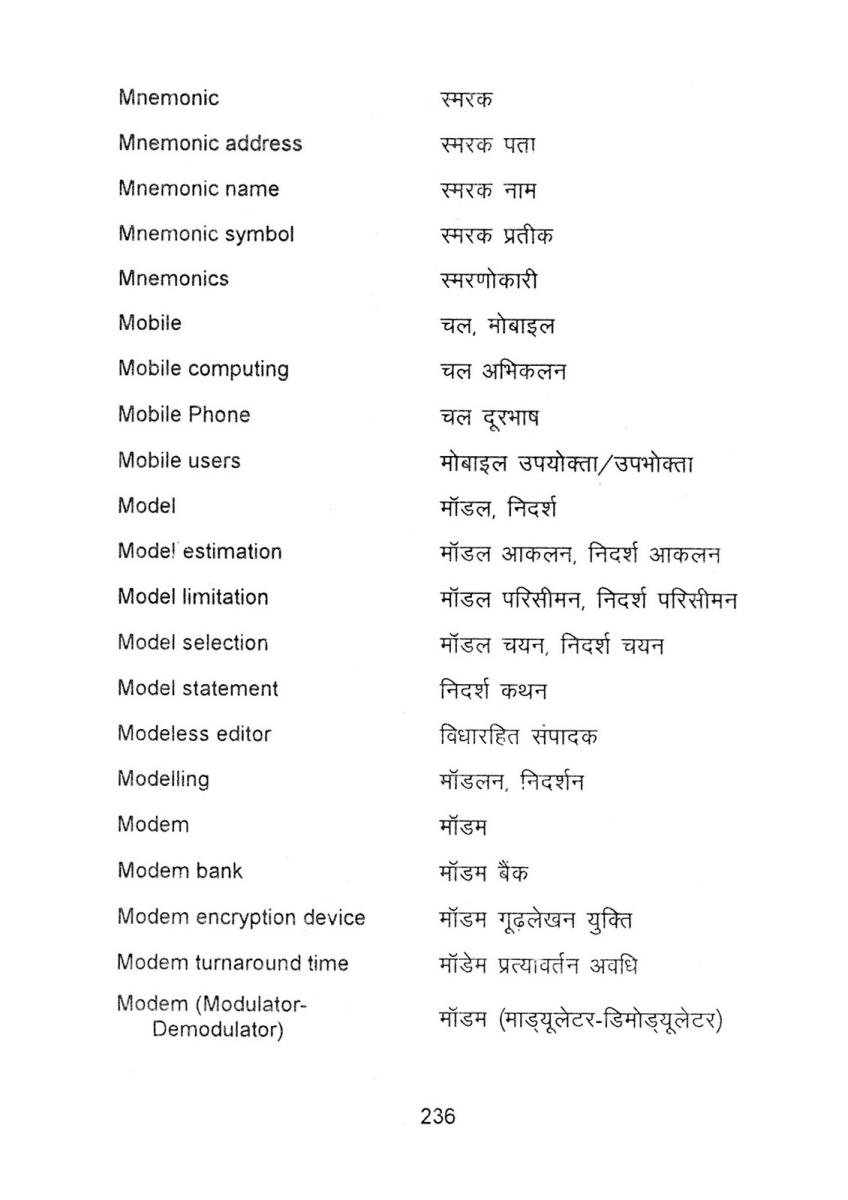 Mnemonic स्मरक
Mnemonic address स्मरक पता
Mnemonic name स्मरक नाम
Mnemonic symbol स्मरक प्रतीक
Mnemonics स्मरणोकारी
Mobile चल, मोबाइल
Mobile computing चल अभिकलन
Mobile Phone चल दूरभाष
Mobile users मोबाइल उपयोक्ता/उपभोक्ता
Model मॉडल, निदर्श
Model estimation मॉडल आकलन, निदर्श आकलन
Model limitation मॉडल परिसीमन, निदर्श परिसीमन
Model selection मॉडल चयन, निदर्श चयन
Model statement निदर्श कथन
Modeless editor विधारहित संपादक
Modelling मॉडलन, निदर्शन
Modem मॉडम
Modem bank मॉडम बैंक
Modem encryption device मॉडम गूढ़लेखन युक्ति
Modem turnaround time मॉडेम प्रत्यावर्तन अवधि
Modem (Modulator-
Demodulator) मॉडम (माड्यूलेटर-डिमोड्यूलेटर)
236